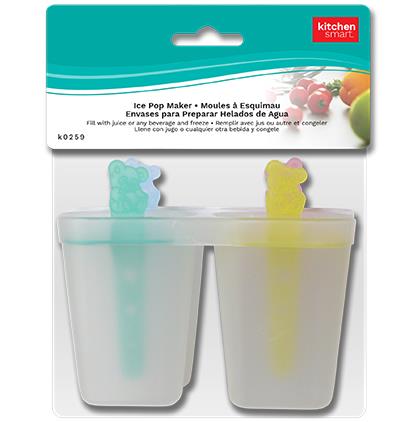 kitchen
smart.
Ice Pop Maker • Moules à Esquimau
Envases para Preparar Helados de Agua
Fill with juice or any beverage and freeze • Remplir avec jus ou autre et congeler
Llene con jugo o cualquier otra bebida y congele
k0259